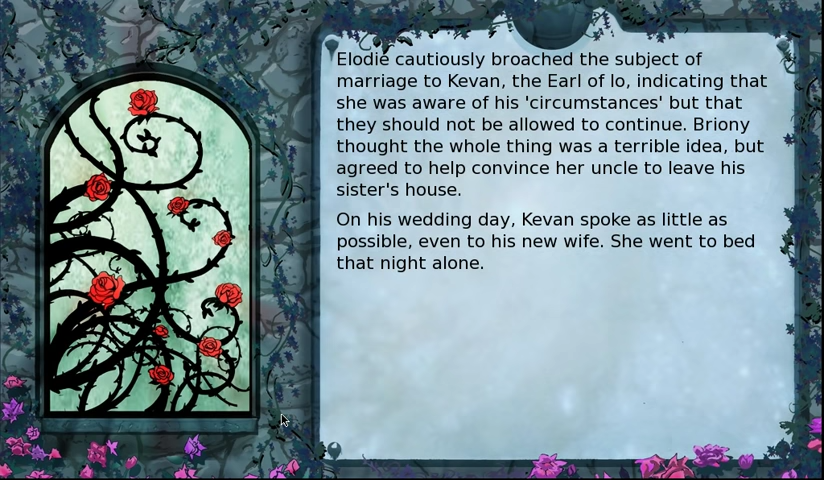 Elodie cautiously broached the subject of
marriage to Kevan, the Earl of Io, indicating that
she was aware of his 'circumstances' but that
they should not be allowed to continue. Briony
thought the whole thing was a terrible idea, but
agreed to help convince her uncle to leave his
sister's house.
On his wedding day, Kevan spoke as little as
possible, even to his new wife. She went to bed
that night alone.